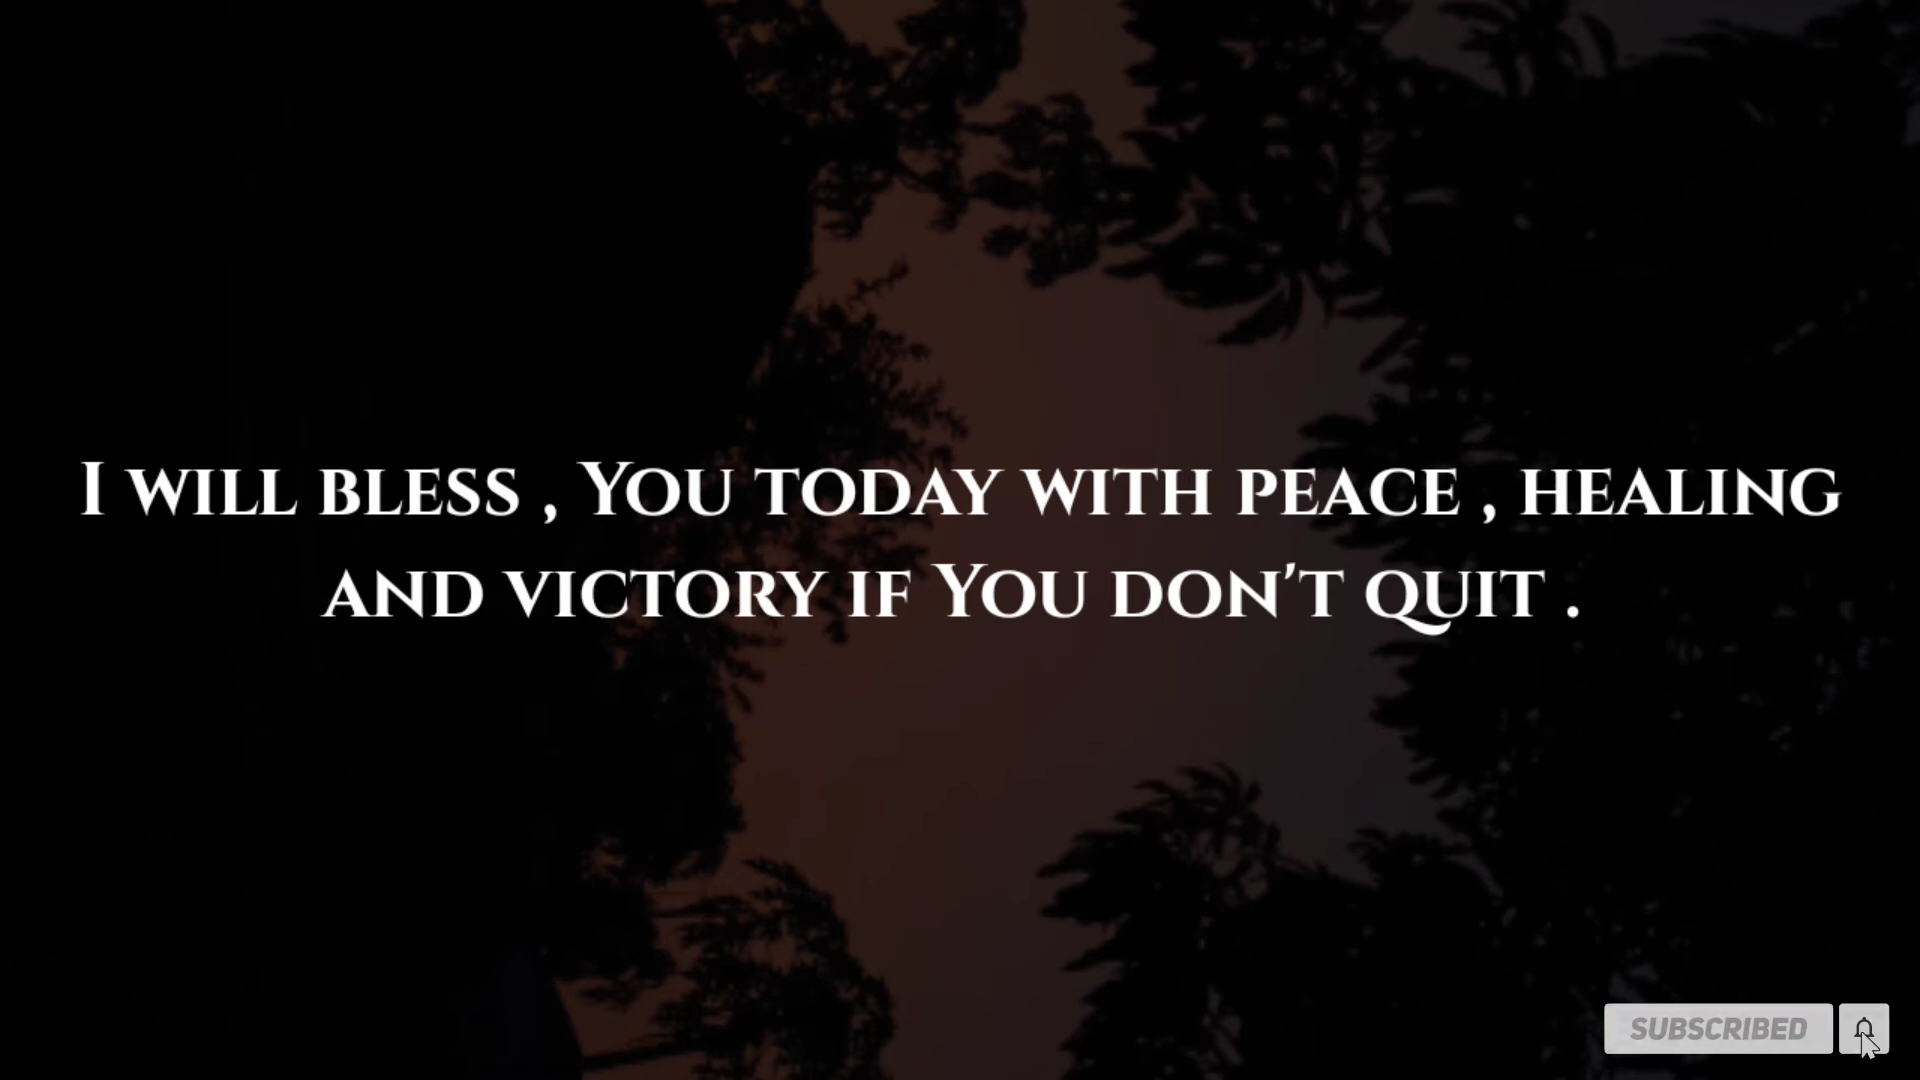 I will bless , You today with peace , healing
and victory if You don't quit .
SUBSCRIBED